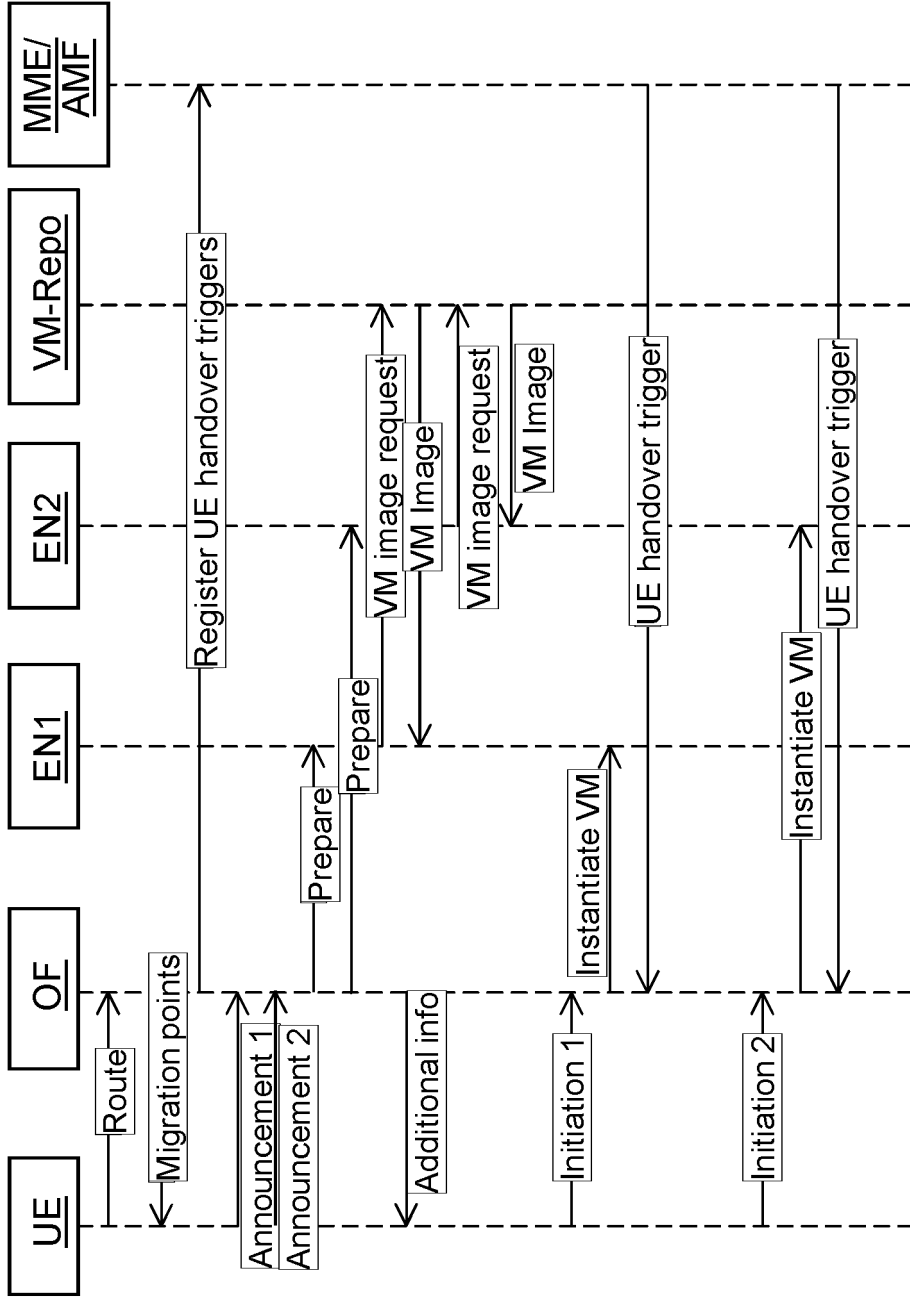 UE
OF
EN1
EN2
VM-Repo
MME/
AMF
Route
Migration points
Register UE handover triggers
Announcement 1
Announcement 2
Prepare
Prepare
VM image request
Additional info
VM Image
VM image request
VM Image
Initiation 1
Instantiate VM
UE handover trigger
Initiation 2
Instantiate VM
UE handover trigger